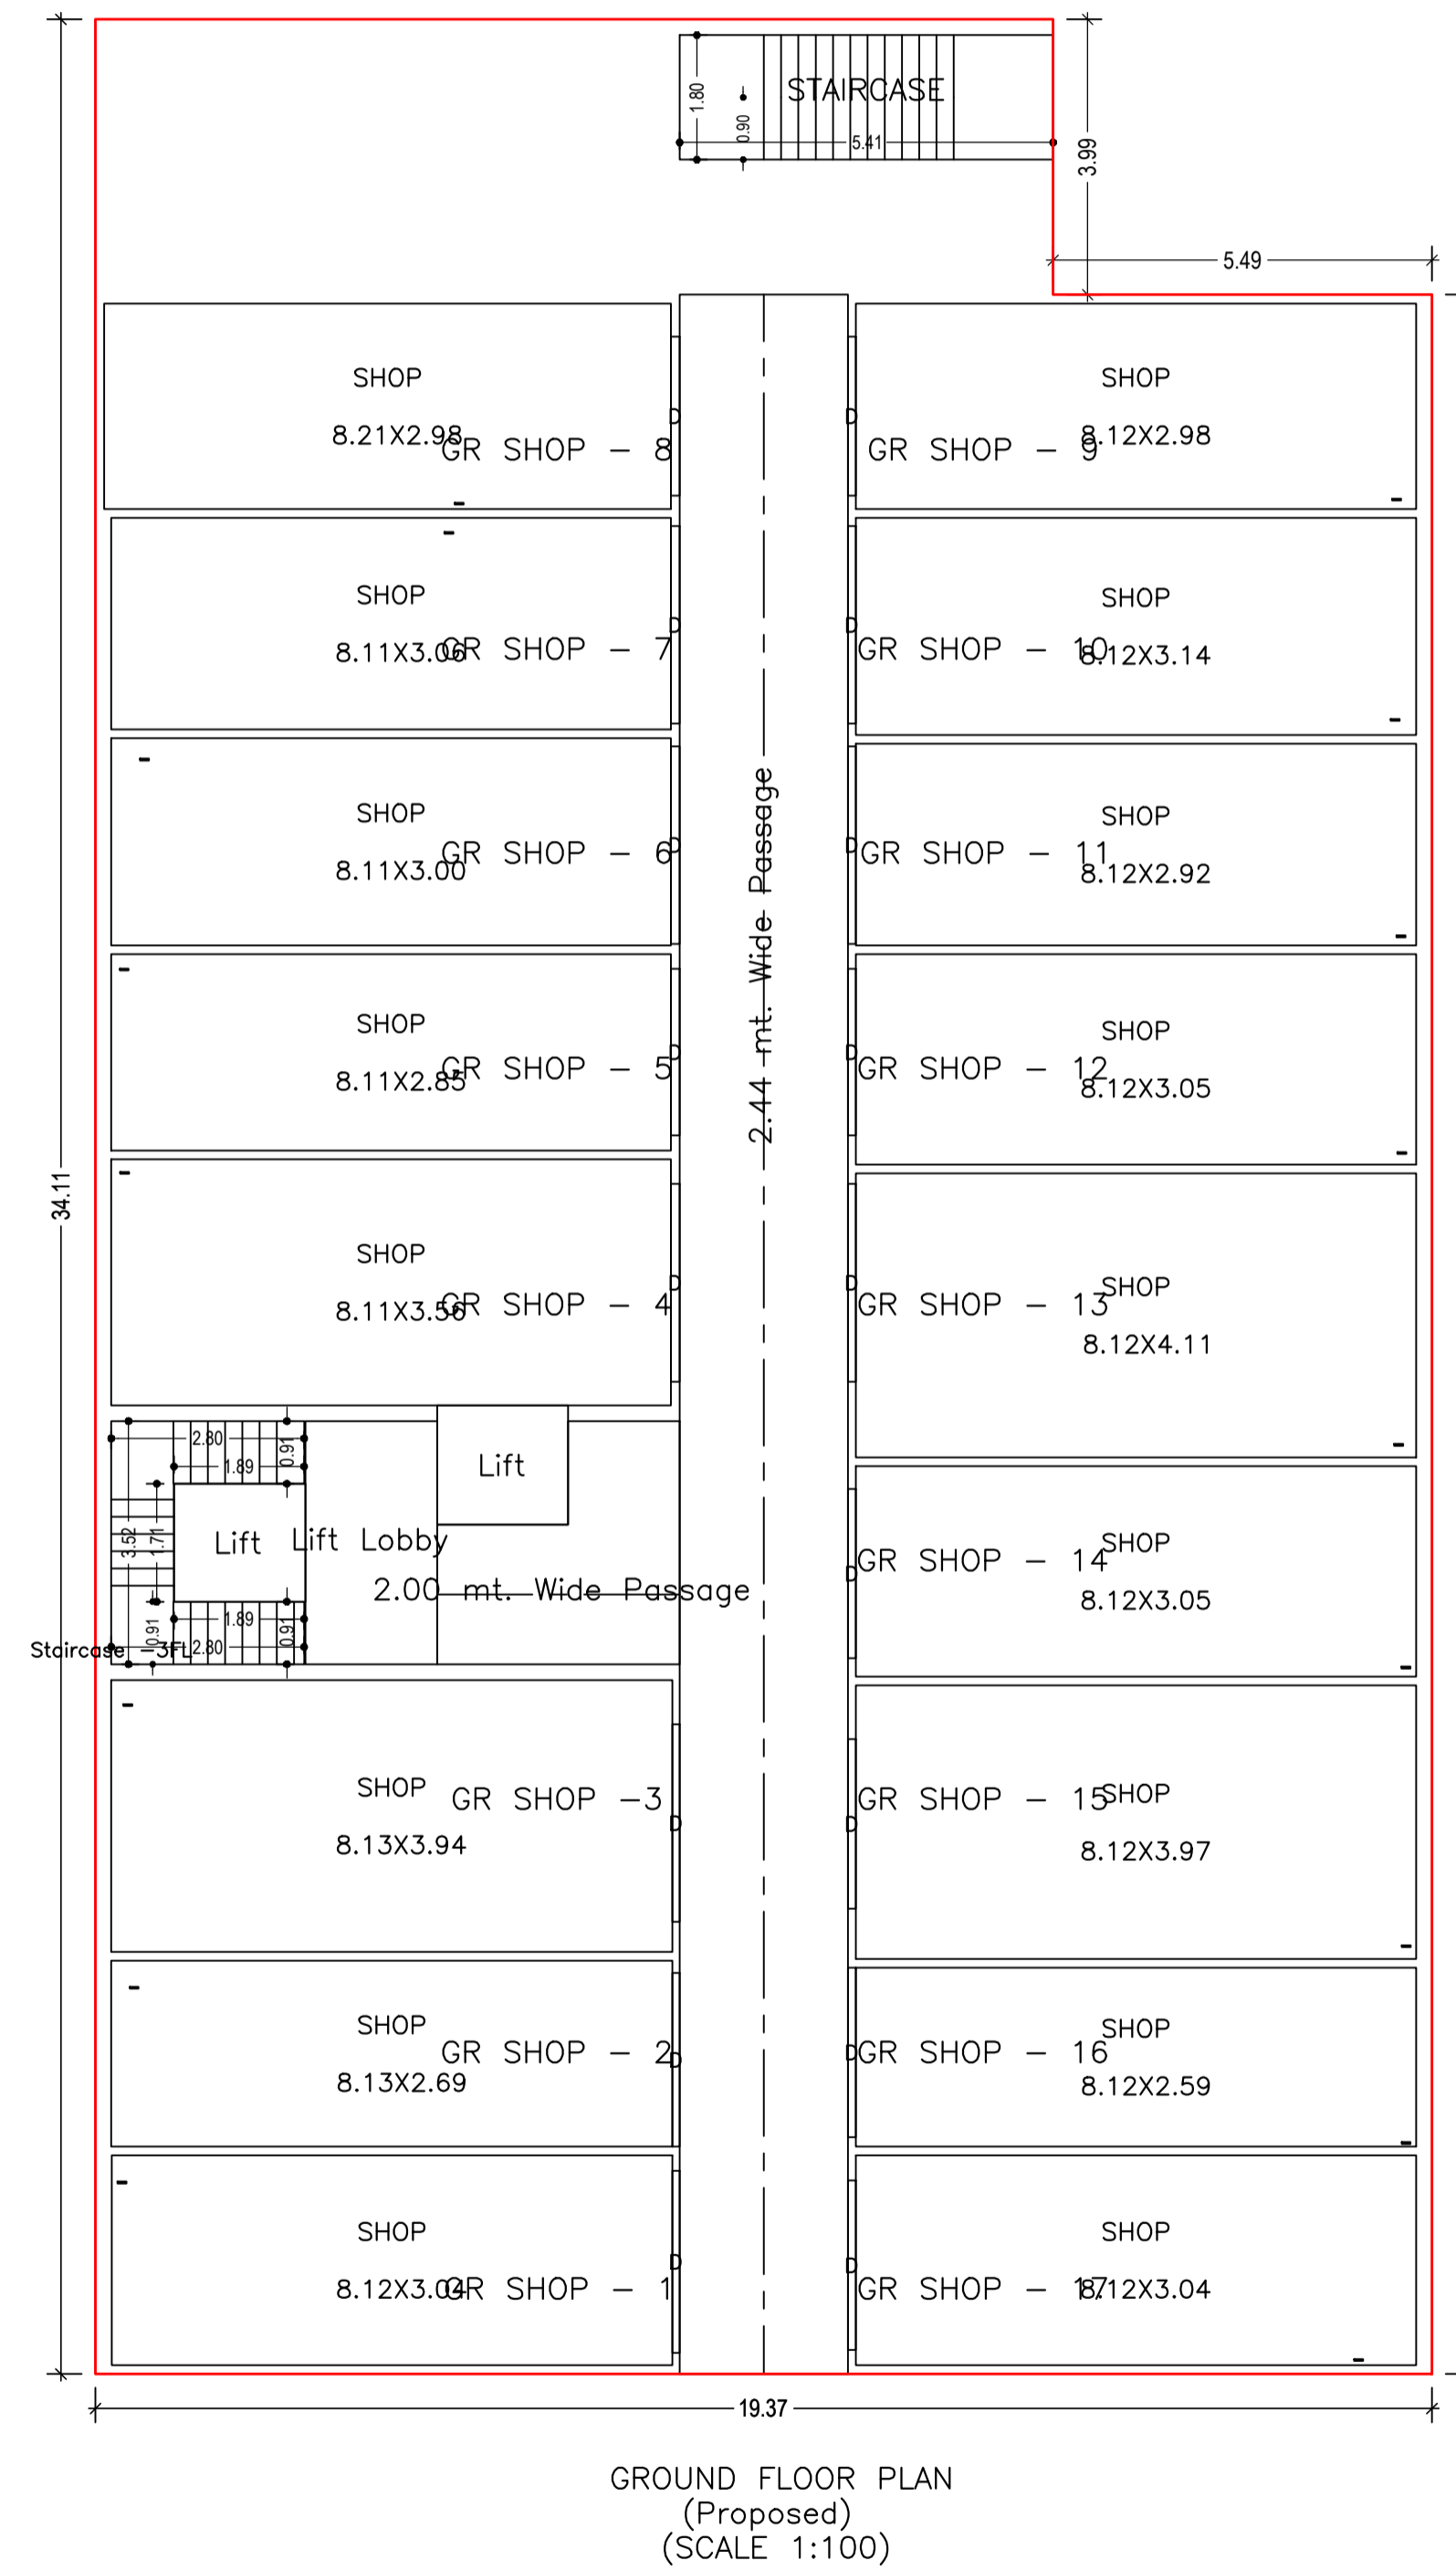 STAIRCASE
1.80
0.90
5.41
3.99
5.49
SHOP
8.21X2.98
GR SHOP - 8
D
D
SHOP
8.12X2.98
GR SHOP - 9
SHOP
8.11X3.06
GR SHOP - 7
D
D
SHOP
8.12X3.14
GR SHOP - 10
2.44 mt. Wide Passage
SHOP
8.11X3.00
GR SHOP - 6
D
D
SHOP
8.12X2.92
GR SHOP - 11
SHOP
8.11X2.85
GR SHOP - 5
D
D
SHOP
8.12X3.05
GR SHOP - 12
34.11
SHOP
8.11X3.56
GR SHOP - 4
D
D
SHOP
8.12X4.11
GR SHOP - 13
2.80
0.91
1.89
Lift
3.52
1.71
Lift
Lift Lobby
2.00 mt. Wide Passage
1.89
0.91
0.91
2.80
Staircase -3FL
D
SHOP
8.12X3.05
GR SHOP - 14
SHOP
8.13X3.94
GR SHOP -3
D
D
SHOP
8.12X3.97
GR SHOP - 15
SHOP
8.13X2.69
GR SHOP - 2
D
D
SHOP
8.12X2.59
GR SHOP - 16
SHOP
8.12X3.04
GR SHOP - 1
D
D
SHOP
8.12X3.04
GR SHOP - 17
19.37
GROUND FLOOR PLAN
(Proposed)
(SCALE 1:100)